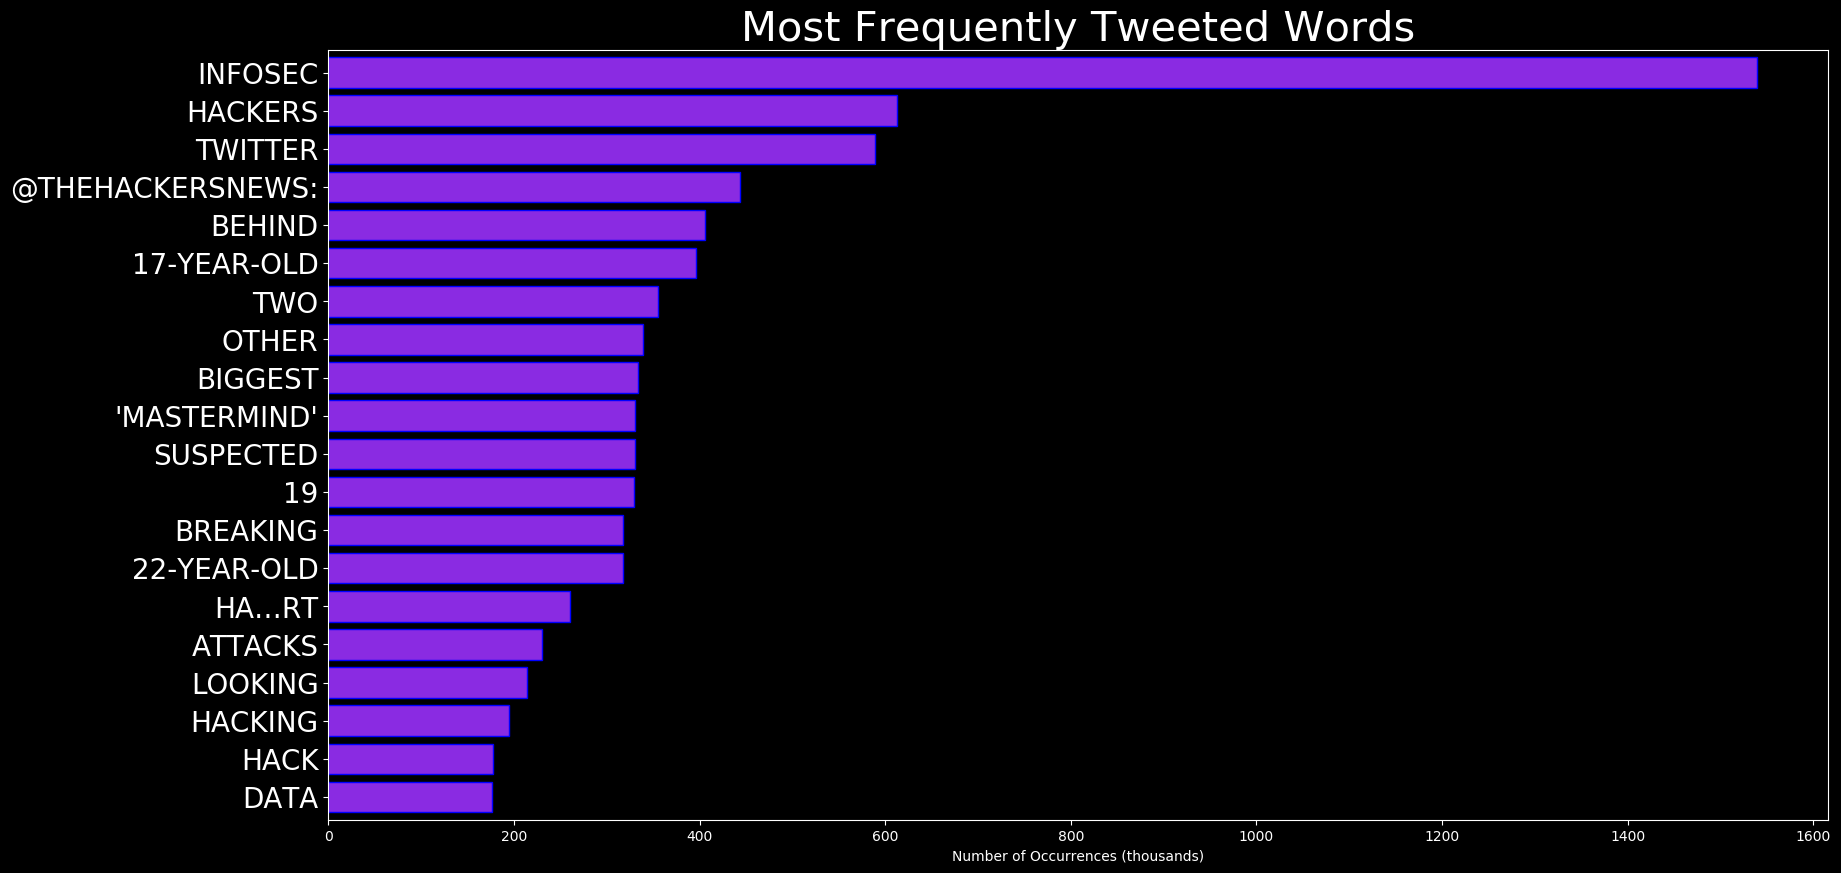 Most Frequently Tweeted Words
INFOSEC
HACKERS
TWITTER
@THEHACKERSNEWS:
BEHIND
17-YEAR-OLD
TWO
OTHER
BIGGEST
'MASTERMIND'
SUSPECTED
19
BREAKING
22-YEAR-OLD
HA…RT
ATTACKS
LOOKING
HACKING
HACK
DATA
0 200 400 600 800 1000 1200 1400 1600
Number of Occurrences (thousands)